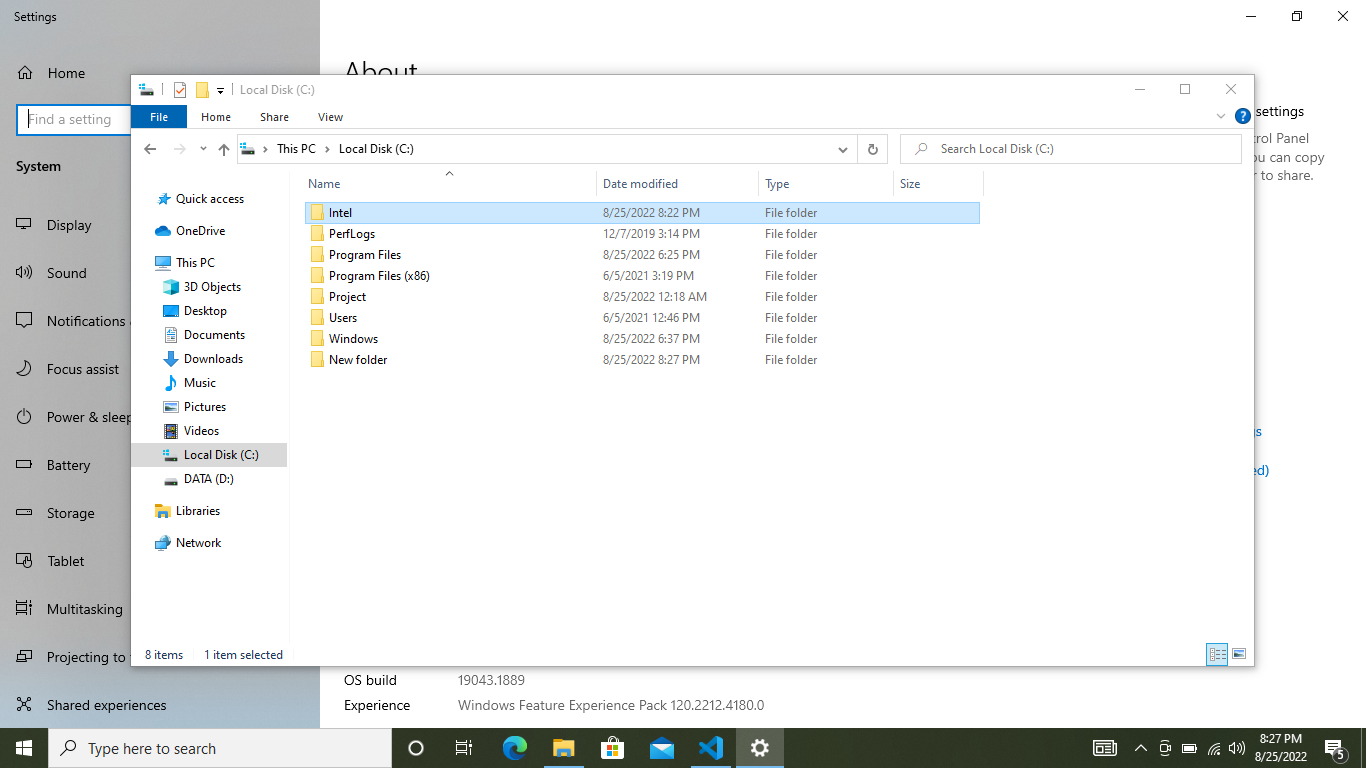 Settings
Home
Find a setting
System
Display
Sound
Notifications
Focus assist
Power & sleep
Battery
Storage
Tablet
Multitasking
Projecting to
Shared experiences
About
Local Disk (C:)
File Home Share View
This PC Local Disk (C:)
Search Local Disk (C:)
Quick access
OneDrive
This PC
3D Objects
Desktop
Documents
Downloads
Music
Pictures
Videos
Local Disk (C:)
DATA (D:)
Libraries
Network
Name Date modified Type Size
Intel 8/25/2022 8:22 PM File folder
PerfLogs 12/7/2019 3:14 PM File folder
Program Files 8/25/2022 6:25 PM File folder
Program Files (x86) 6/5/2021 3:19 PM File folder
Project 8/25/2022 12:18 AM File folder
Users 6/5/2021 12:46 PM File folder
Windows 8/25/2022 6:37 PM File folder
New folder 8/25/2022 8:27 PM File folder
8 items 1 item selected
settings
rol Panel
ou can copy
to share.
OS build 19043.1889
Experience Windows Feature Experience Pack 120.2212.4180.0
Type here to search
8:27 PM
8/25/2022
5